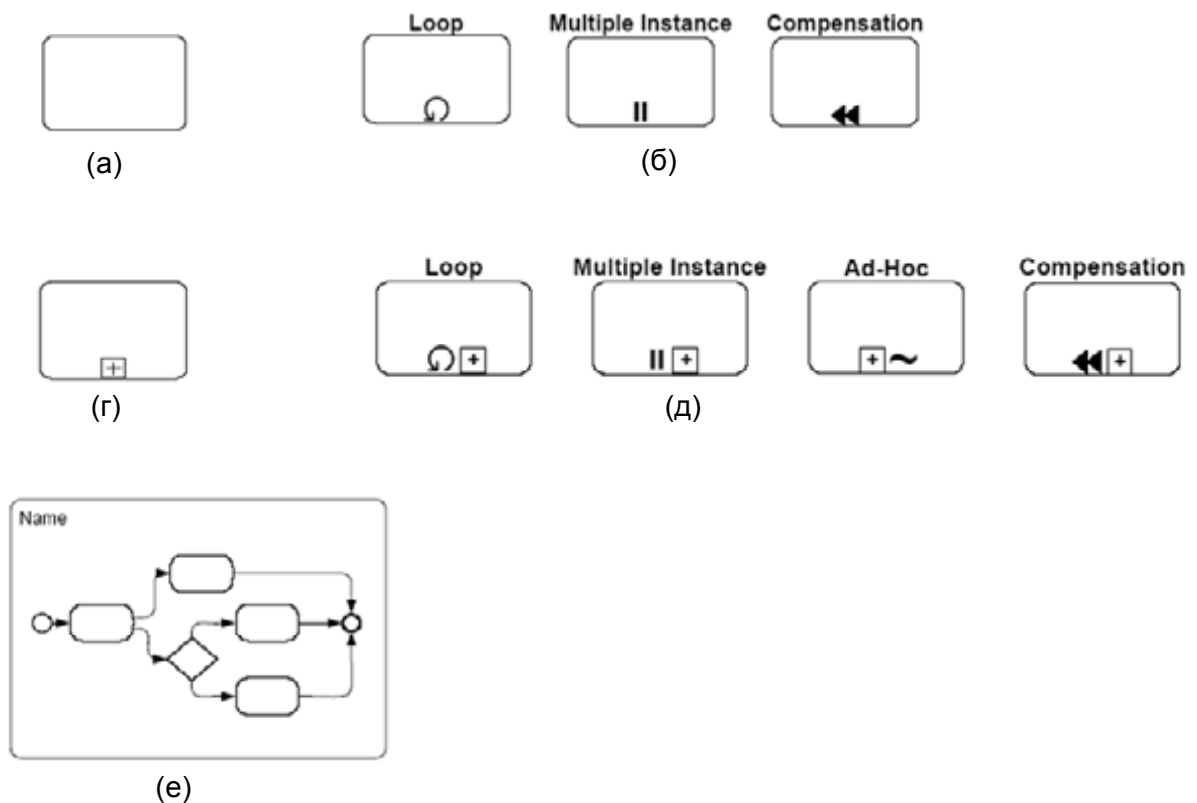 Loop Multiple Instance Compensation
(а) (б)
Loop Multiple Instance Ad-Hoc Compensation
(г) (д)
Name
(е)